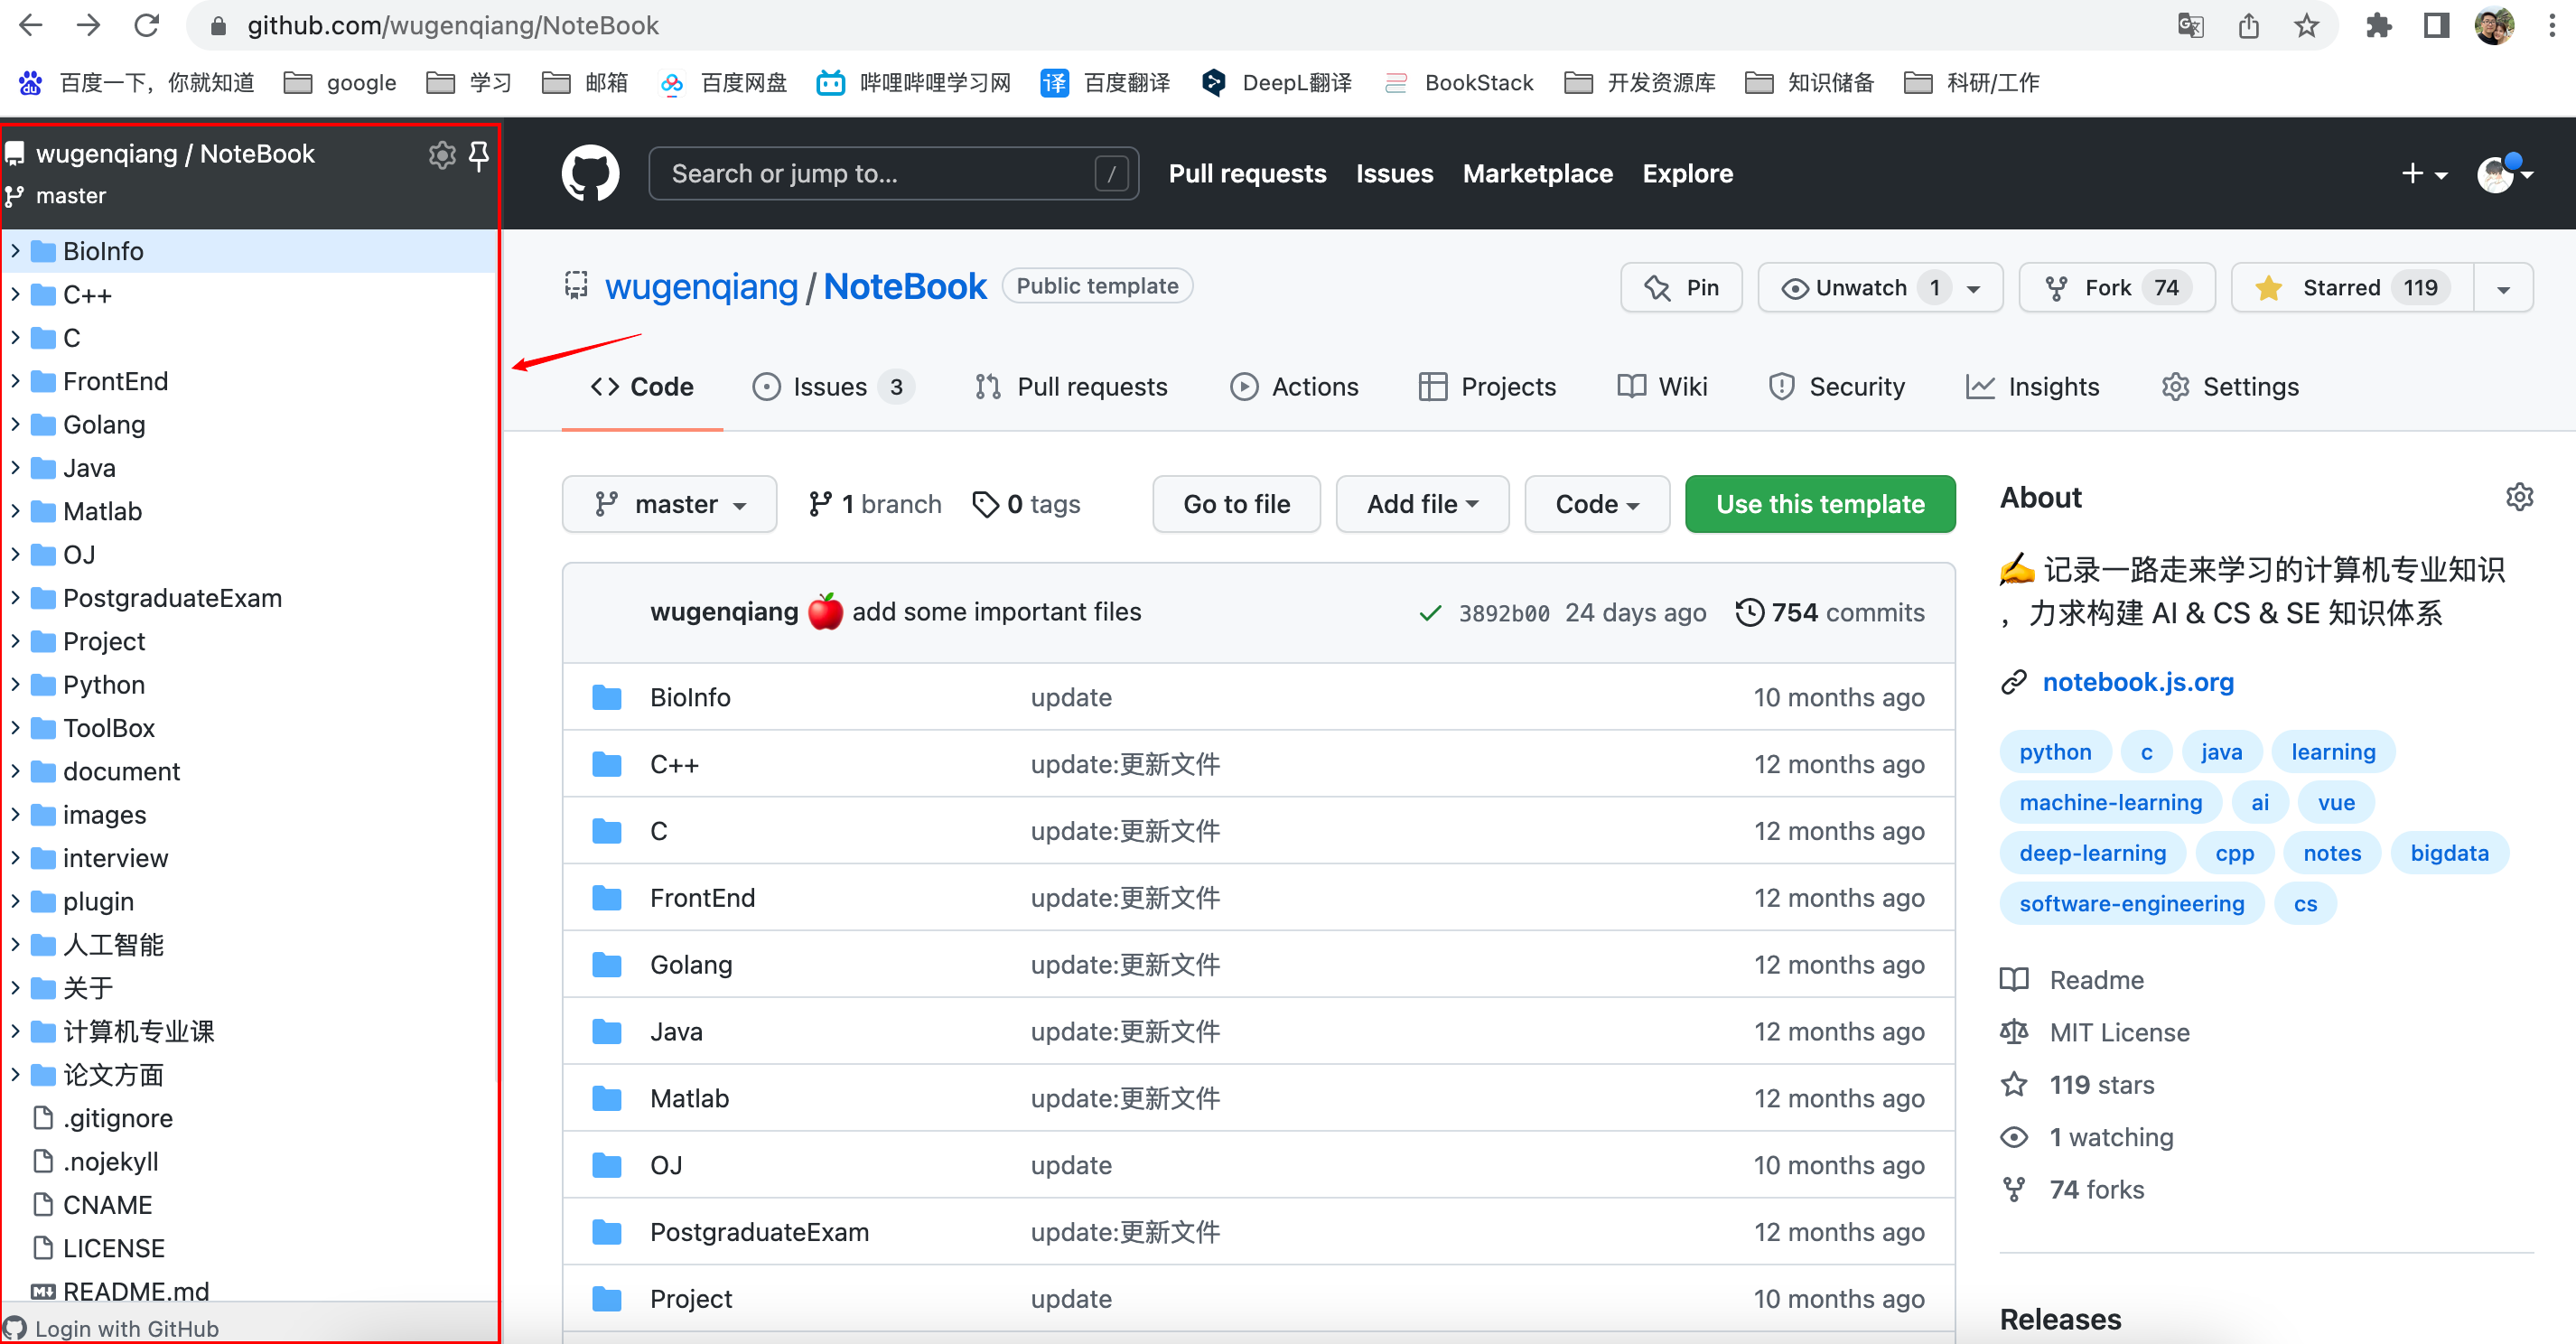 github.com/wugenqiang/NoteBook
百度一下，你就知道 google 学习 邮箱 百度网盘 哔哩哔哩学习网 译 百度翻译 DeepL翻译 BookStack 开发资源库 知识储备 科研/工作
wugenqiang / NoteBook
master
BioInfo
C++
C
FrontEnd
Golang
Java
Matlab
OJ
PostgraduateExam
Project
Python
ToolBox
document
images
interview
plugin
人工智能
关于
计算机专业课
论文方面
.gitignore
.nojekyll
CNAME
LICENSE
README.md
Login with GitHub
Search or jump to... / Pull requests Issues Marketplace Explore
wugenqiang / NoteBook Public template Pin Unwatch 1 Fork 74 Starred 119
Code Issues 3 Pull requests Actions Projects Wiki Security Insights Settings
master 1 branch 0 tags Go to file Add file Code Use this template
wugenqiang add some important files 3892b00 24 days ago 754 commits
BioInfo update 10 months ago
C++ update:更新文件 12 months ago
C update:更新文件 12 months ago
FrontEnd update:更新文件 12 months ago
Golang update:更新文件 12 months ago
Java update:更新文件 12 months ago
Matlab update:更新文件 12 months ago
OJ update 10 months ago
PostgraduateExam update:更新文件 12 months ago
Project update 10 months ago
About
✍️ 记录一路走来学习的计算机专业知识
，力求构建 AI & CS & SE 知识体系
notebook.js.org
python c java learning
machine-learning ai vue
deep-learning cpp notes bigdata
software-engineering cs
Readme
MIT License
119 stars
1 watching
74 forks
Releases